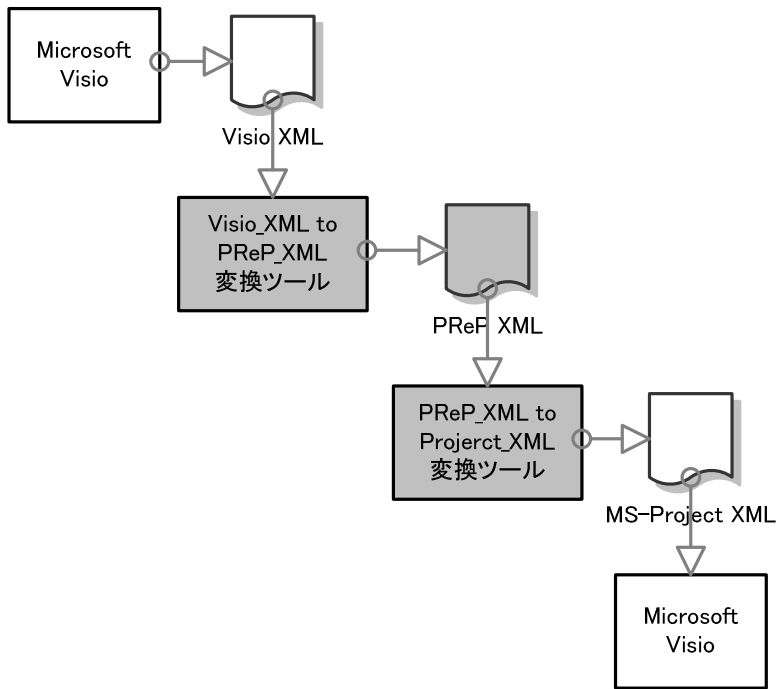 Microsoft
Visio
Visio XML
Visio_XML to
PReP_XML
変換ツール
PReP XML
PReP_XML to
Projerct_XML
変換ツール
MS-Project XML
Microsoft
Visio